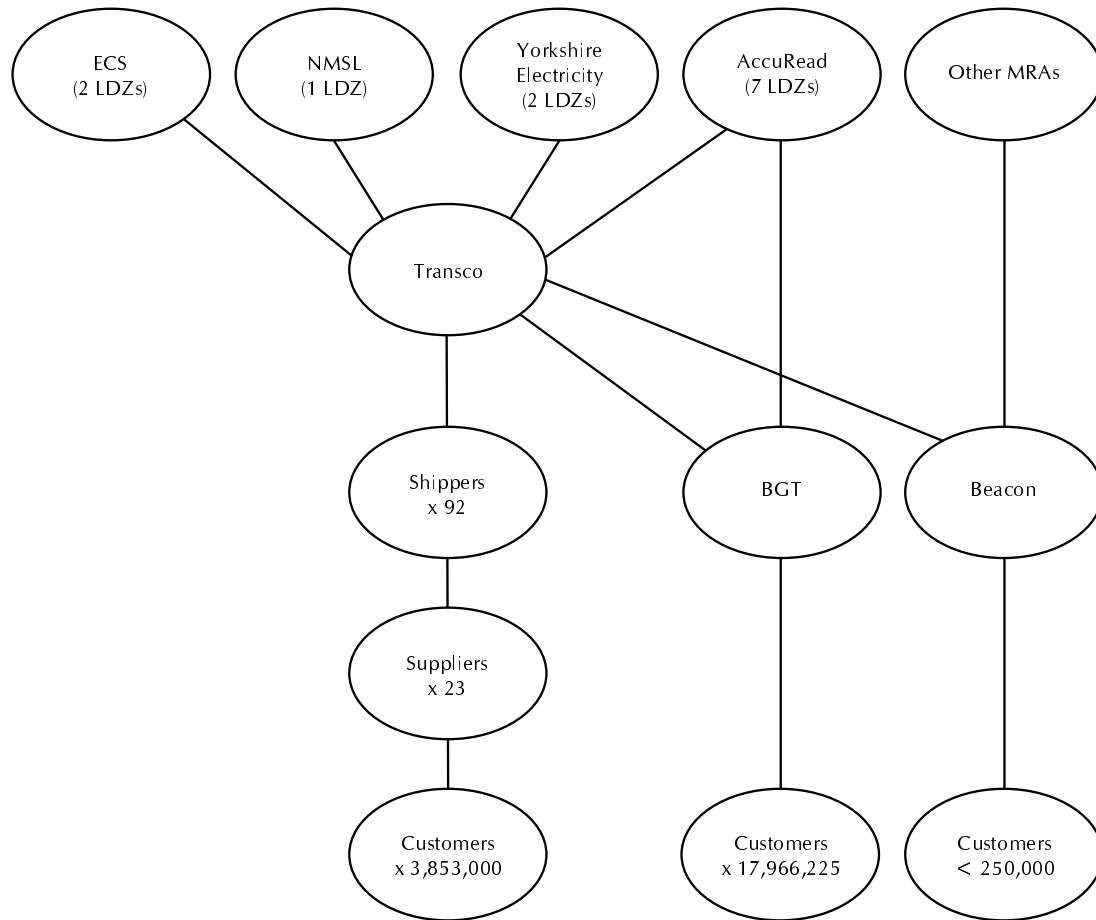 ECS
(2 LDZs)
NMSL
(1 LDZ)
Yorkshire
Electricity
(2 LDZs)
AccuRead
(7 LDZs)
Other MRAs
Transco
Shippers
x 92
BGT
Beacon
Suppliers
x 23
Customers
x 3,853,000
Customers
x 17,966,225
Customers
< 250,000